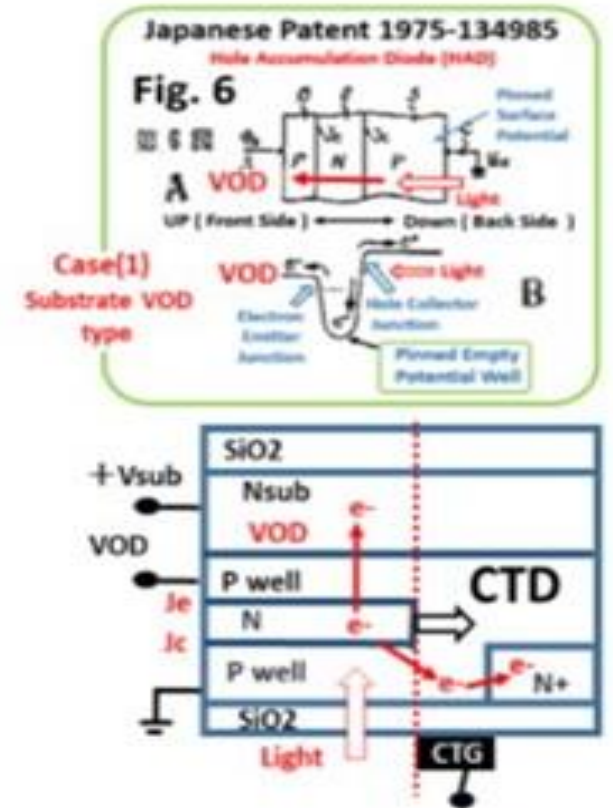 Japanese Patent 1975-134985
Hole Accumulation Diode (HAD)
Fig. 6
Pinned
Surface
Potential
P
N
P
A
VOD
Light
UP ( Front Side )
Down ( Back Side )
Case(1)
Substrate VOD
type
VOD
Light
B
Electron
Emitter
Junction
Hole Collector
Junction
Pinned Empty
Potential Well
SiO2
+ Vsub
Nsub
e-
VOD
VOD
P well
CTD
Je
N
e-
Jc
P well
e-
e-
N+
SiO2
Light
CTG